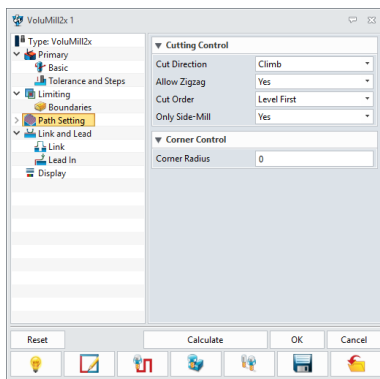 VoluMill2x 1
Type: VoluMill2x
Primary
Basic
Tolerance and Steps
Limiting
Boundaries
Path Setting
Link and Lead
Link
Lead In
Display
Cutting Control
Cut Direction Climb
Allow Zigzag Yes
Cut Order Level First
Only Side-Mill Yes
Corner Control
Corner Radius 0
Reset Calculate OK Cancel